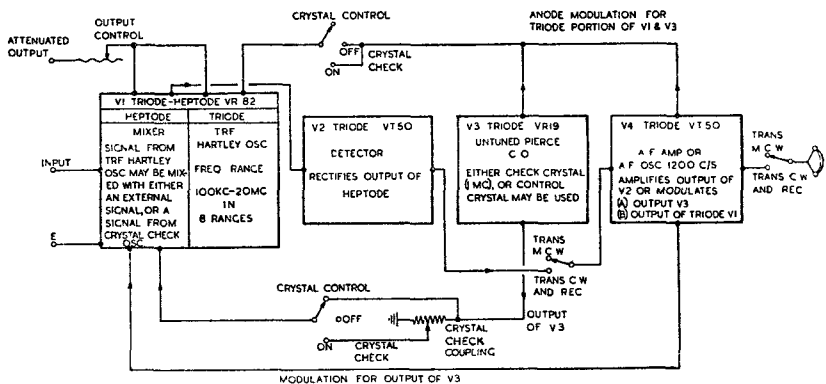 CRYSTAL CONTROL
ANODE MODULATION FOR
TRIODE PORTION OF V1 & V3
OUTPUT
CONTROL
ATTENUATED
OUTPUT
OFF
ON
CRYSTAL
CHECK
V1 TRIODE-HEPTODE VR 82
HEPTODE
TRIODE
MIXER
SIGNAL FROM
TRF HARTLEY
OSC MAY BE MIX-
ED WITH EITHER
AN EXTERNAL
SIGNAL, OR A
SIGNAL FROM
CRYSTAL CHECK
OSC
TRF
HARTLEY OSC
FREQ RANGE
100KC-20MC
IN
8 RANGES
INPUT
E
V2 TRIODE VT50
DETECTOR
RECTIFIES OUTPUT OF
HEPTODE
V3 TRIODE VR19
UNTUNED PIERCE
C O
EITHER CHECK CRYSTAL
(1 MC), OR CONTROL
CRYSTAL MAY BE USED
V4 TRIODE VT50
A F AMP OR
A F OSC 1200 C/S
AMPLIFIES OUTPUT OF
V2 OR MODULATES
(A) OUTPUT V3
(B) OUTPUT OF TRIODE V1
TRANS
M C W
TRANS C W
AND REC
TRANS
M C W
TRANS C W
AND REC
CRYSTAL CONTROL
OFF
ON
CRYSTAL
CHECK
CRYSTAL
CHECK
COUPLING
OUTPUT
OF V3
MODULATION FOR OUTPUT OF V3